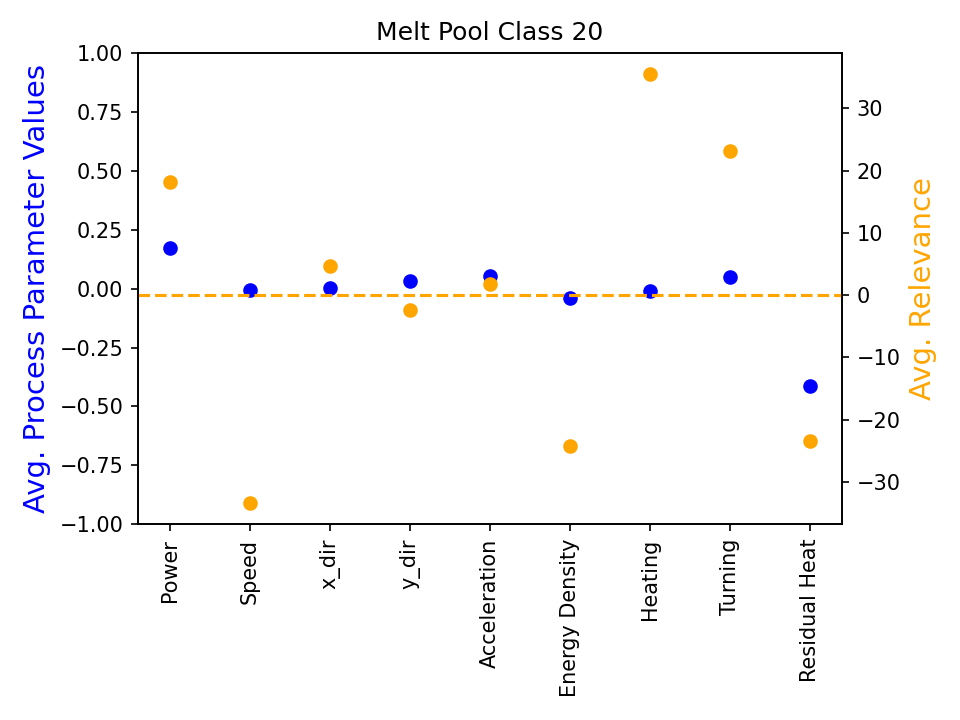 Melt Pool Class 20
Avg. Process Parameter Values
1.00
0.75
0.50
0.25
0.00
−0.25
−0.50
−0.75
−1.00
30
20
10
0
−10
−20
−30
Avg. Relevance
Power
Speed
x_dir
y_dir
Acceleration
Energy Density
Heating
Turning
Residual Heat